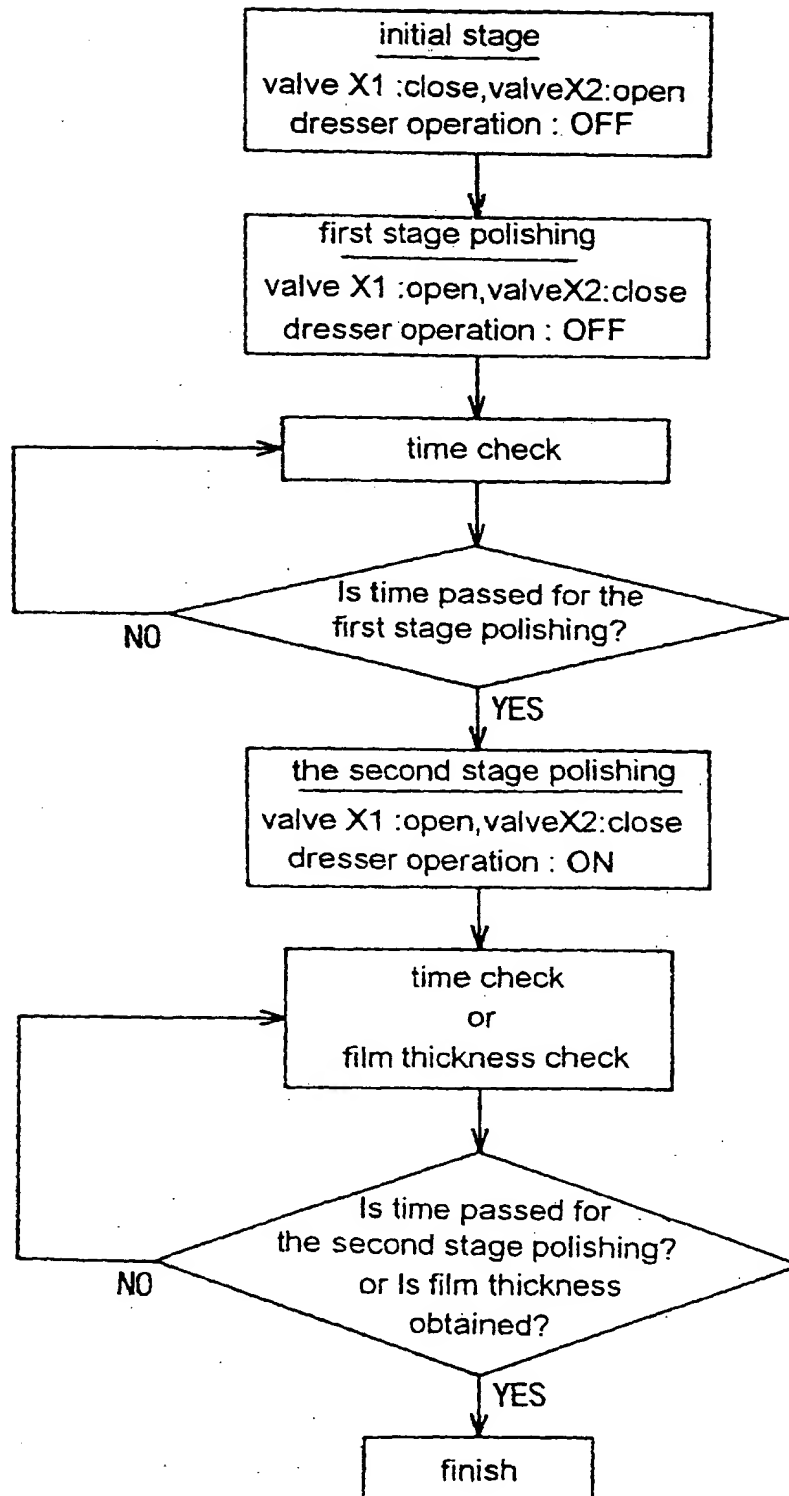 initial stage
valve X1 :close,valveX2:open
dresser operation : OFF
first stage polishing
valve X1 :open,valveX2:close
dresser operation : OFF
time check
Is time passed for the
first stage polishing?
NO
YES
the second stage polishing
valve X1 :open,valveX2:close
dresser operation : ON
time check
or
film thickness check
Is time passed for
the second stage polishing?
or Is film thickness
obtained?
NO
YES
finish